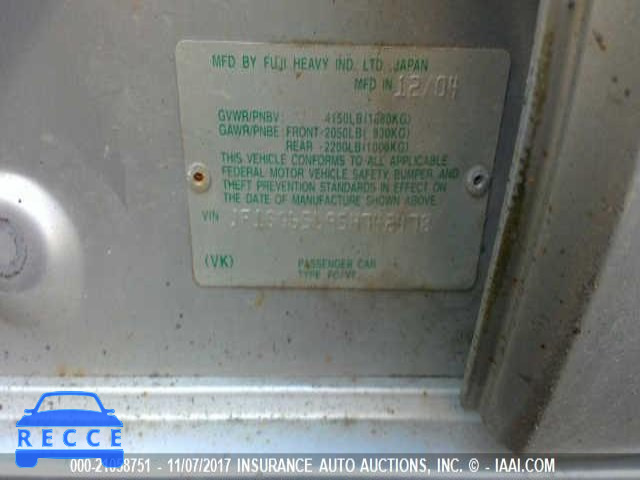 MFD BY FUJI HEAVY IND. LTD. JAPAN
MFD IN 12/04
GVWR/PNBV: 4150LB(1880KG)
GAWR/PNBE: FRONT-2050LB( 930KG)
REAR -2200LB(1000KG)
THIS VEHICLE CONFORMS TO ALL APPLICABLE
FEDERAL MOTOR VEHICLE SAFETY, BUMPER, AND
THEFT PREVENTION STANDARDS IN EFFECT ON
THE DATE OF MANUFACTURE SHOWN ABOVE.
VIN
(VK) PASSENGER CAR
TYPE PC/VT
RECCE
11/07/2017 INSURANCE AUTO AUCTIONS, INC. - © IAAI.COM